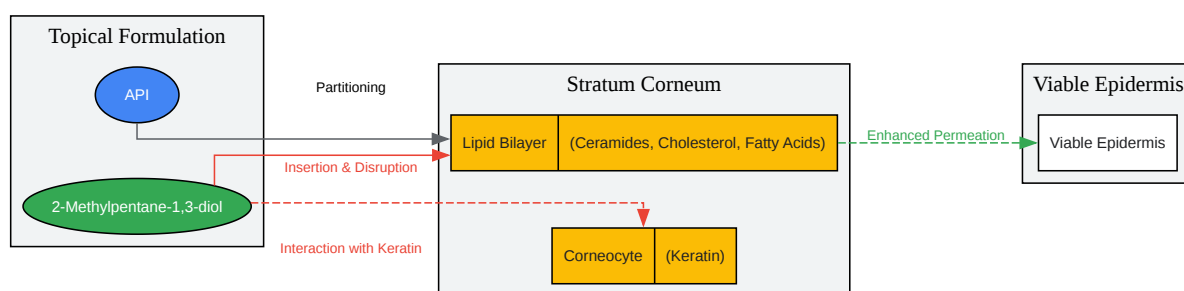 Topical Formulation
API
2-Methylpentane-1,3-diol
Partitioning
Insertion & Disruption
Interaction with Keratin
Stratum Corneum
Lipid Bilayer
(Ceramides, Cholesterol, Fatty Acids)
Corneocyte
(Keratin)
Enhanced Permeation
Viable Epidermis
Viable Epidermis